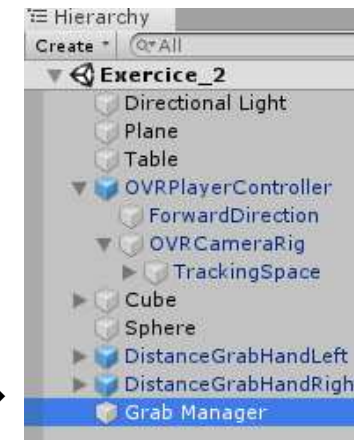 Hierarchy
Create All
Exercice_2
Directional Light
Plane
Table
OVRPlayerController
ForwardDirection
OVRCameraRig
TrackingSpace
Cube
Sphere
DistanceGrabHandLeft
DistanceGrabHandRigh
Grab Manager